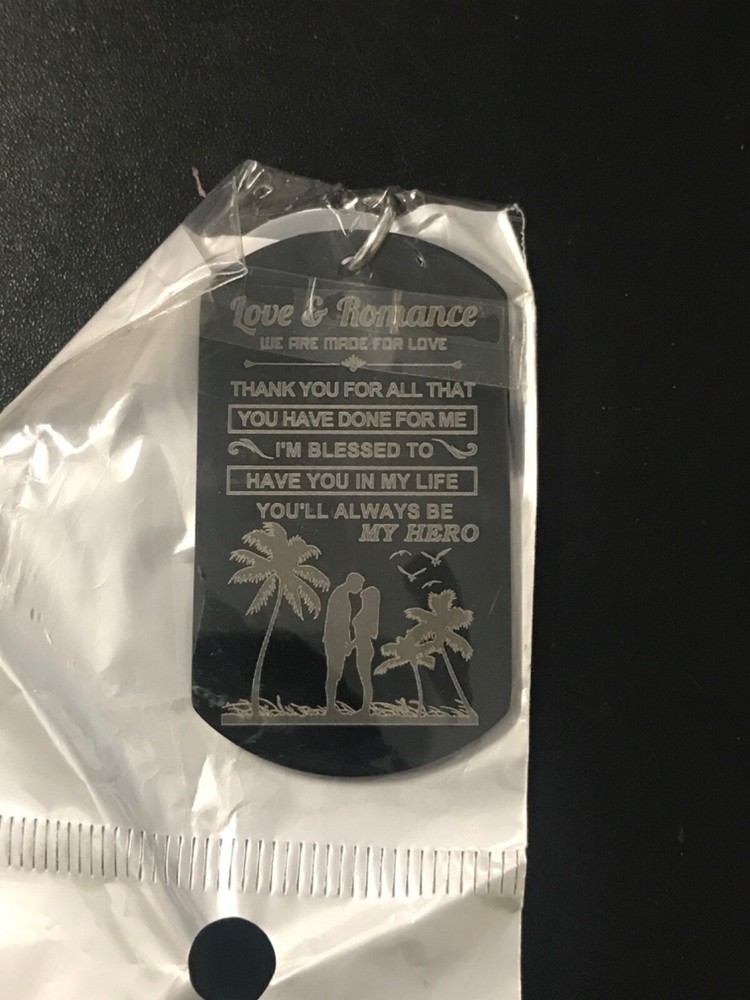 Love & Romance
WE ARE MADE FOR LOVE
THANK YOU FOR ALL THAT
YOU HAVE DONE FOR ME
I'M BLESSED TO
HAVE YOU IN MY LIFE
YOU'LL ALWAYS BE
MY HERO